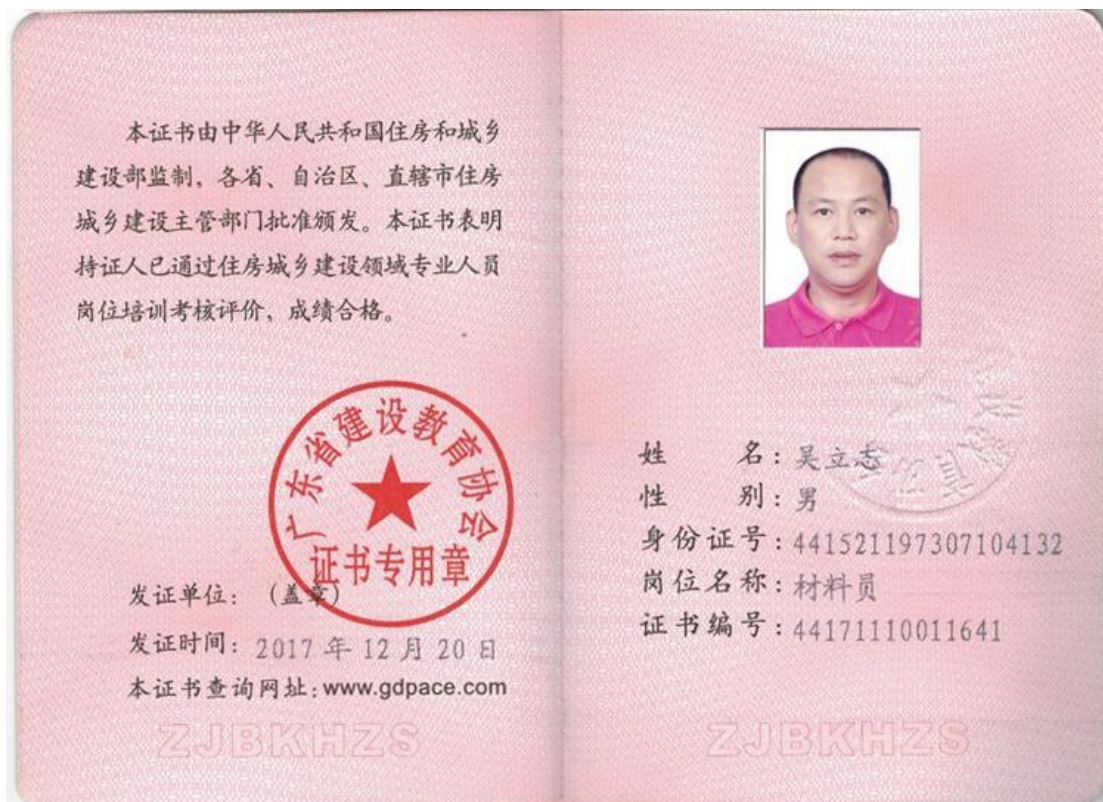 本证书由中华人民共和国住房和城乡
建设部监制，各省、自治区、直辖市住房
城乡建设主管部门批准颁发。本证书表明
持证人已通过住房城乡建设领域专业人员
岗位培训考核评价，成绩合格。
广东省建设教育协会
证书专用章
发证单位：（盖章）
发证时间：2017 年 12 月 20 日
本证书查询网址：www.gdpace.com
ZJBKHZS
姓 名：吴立志
性 别：男
身份证号：441521197307104132
岗位名称：材料员
证书编号：44171110011641
ZJBKHZS